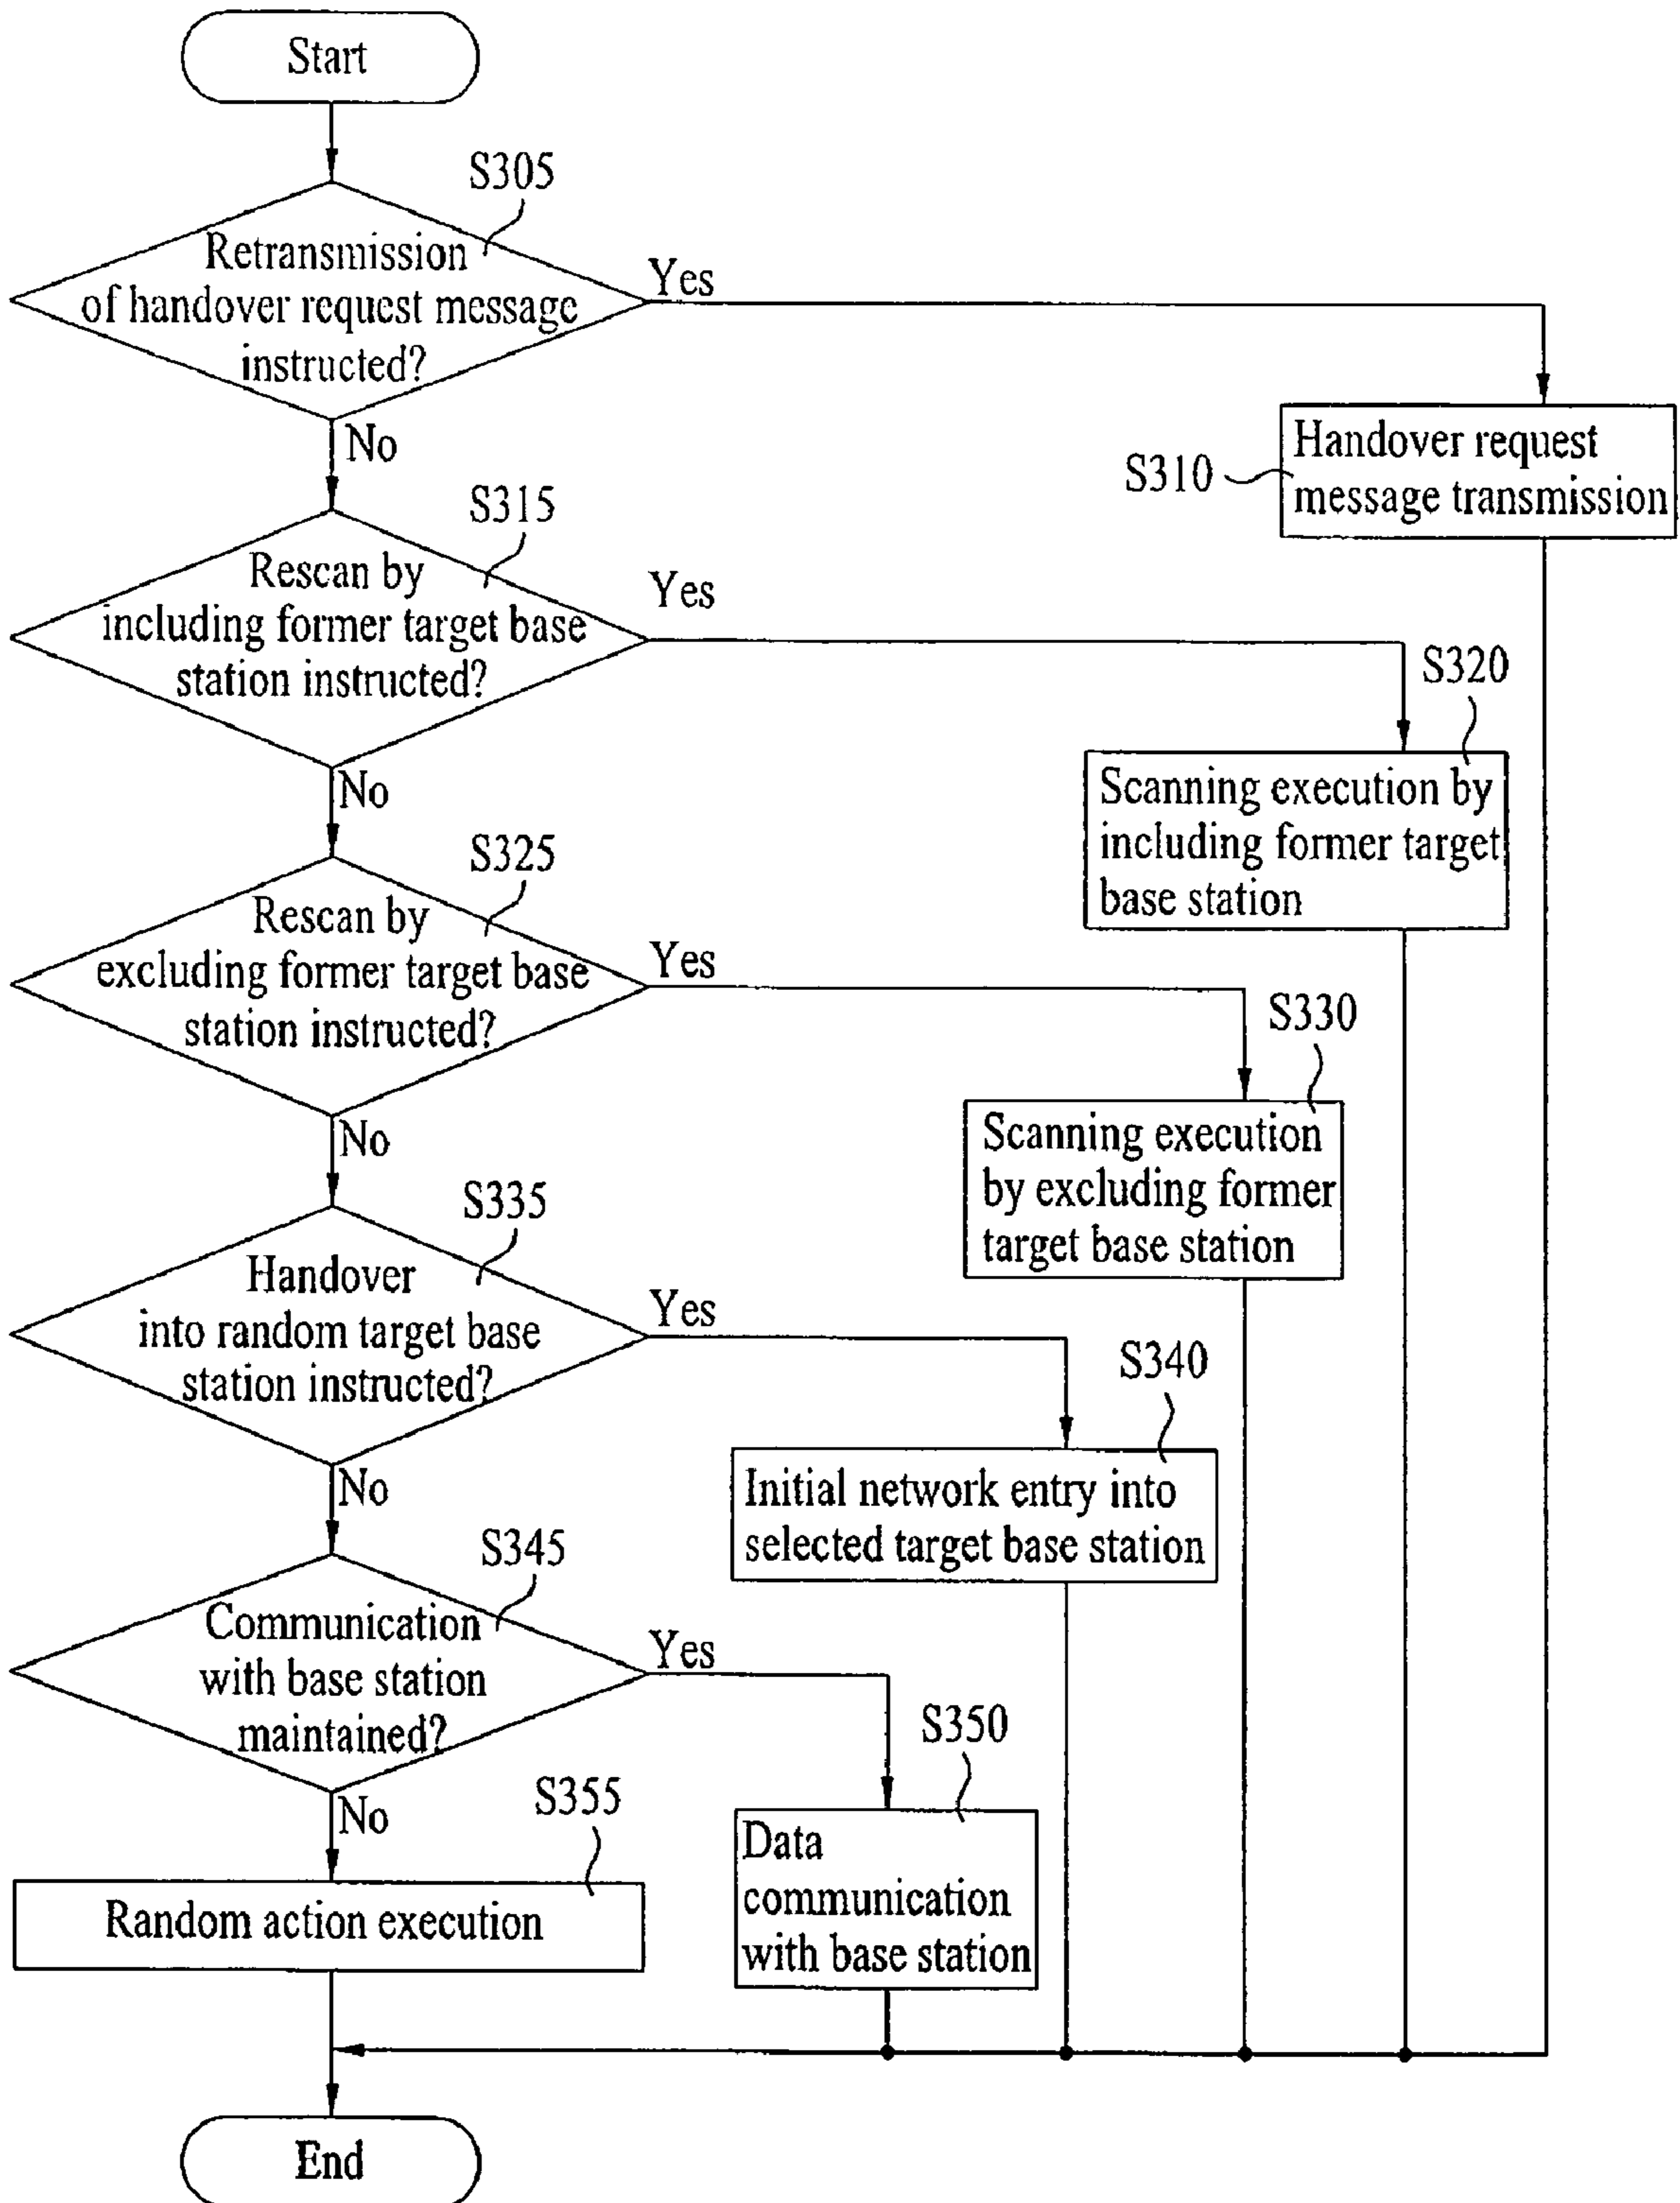 Start
S305
Retransmission
of handover request message
instructed?
Yes
No
S310
Handover request
message transmission
S315
Rescan by
including former target base
station instructed?
Yes
No
S320
Scanning execution by
including former target
base station
S325
Rescan by
excluding former target base
station instructed?
Yes
No
S330
Scanning execution
by excluding former
target base station
S335
Handover
into random target base
station instructed?
Yes
No
S340
Initial network entry into
selected target base station
S345
Communication
with base station
maintained?
Yes
No
S350
Data
communication
with base station
S355
Random action execution
End